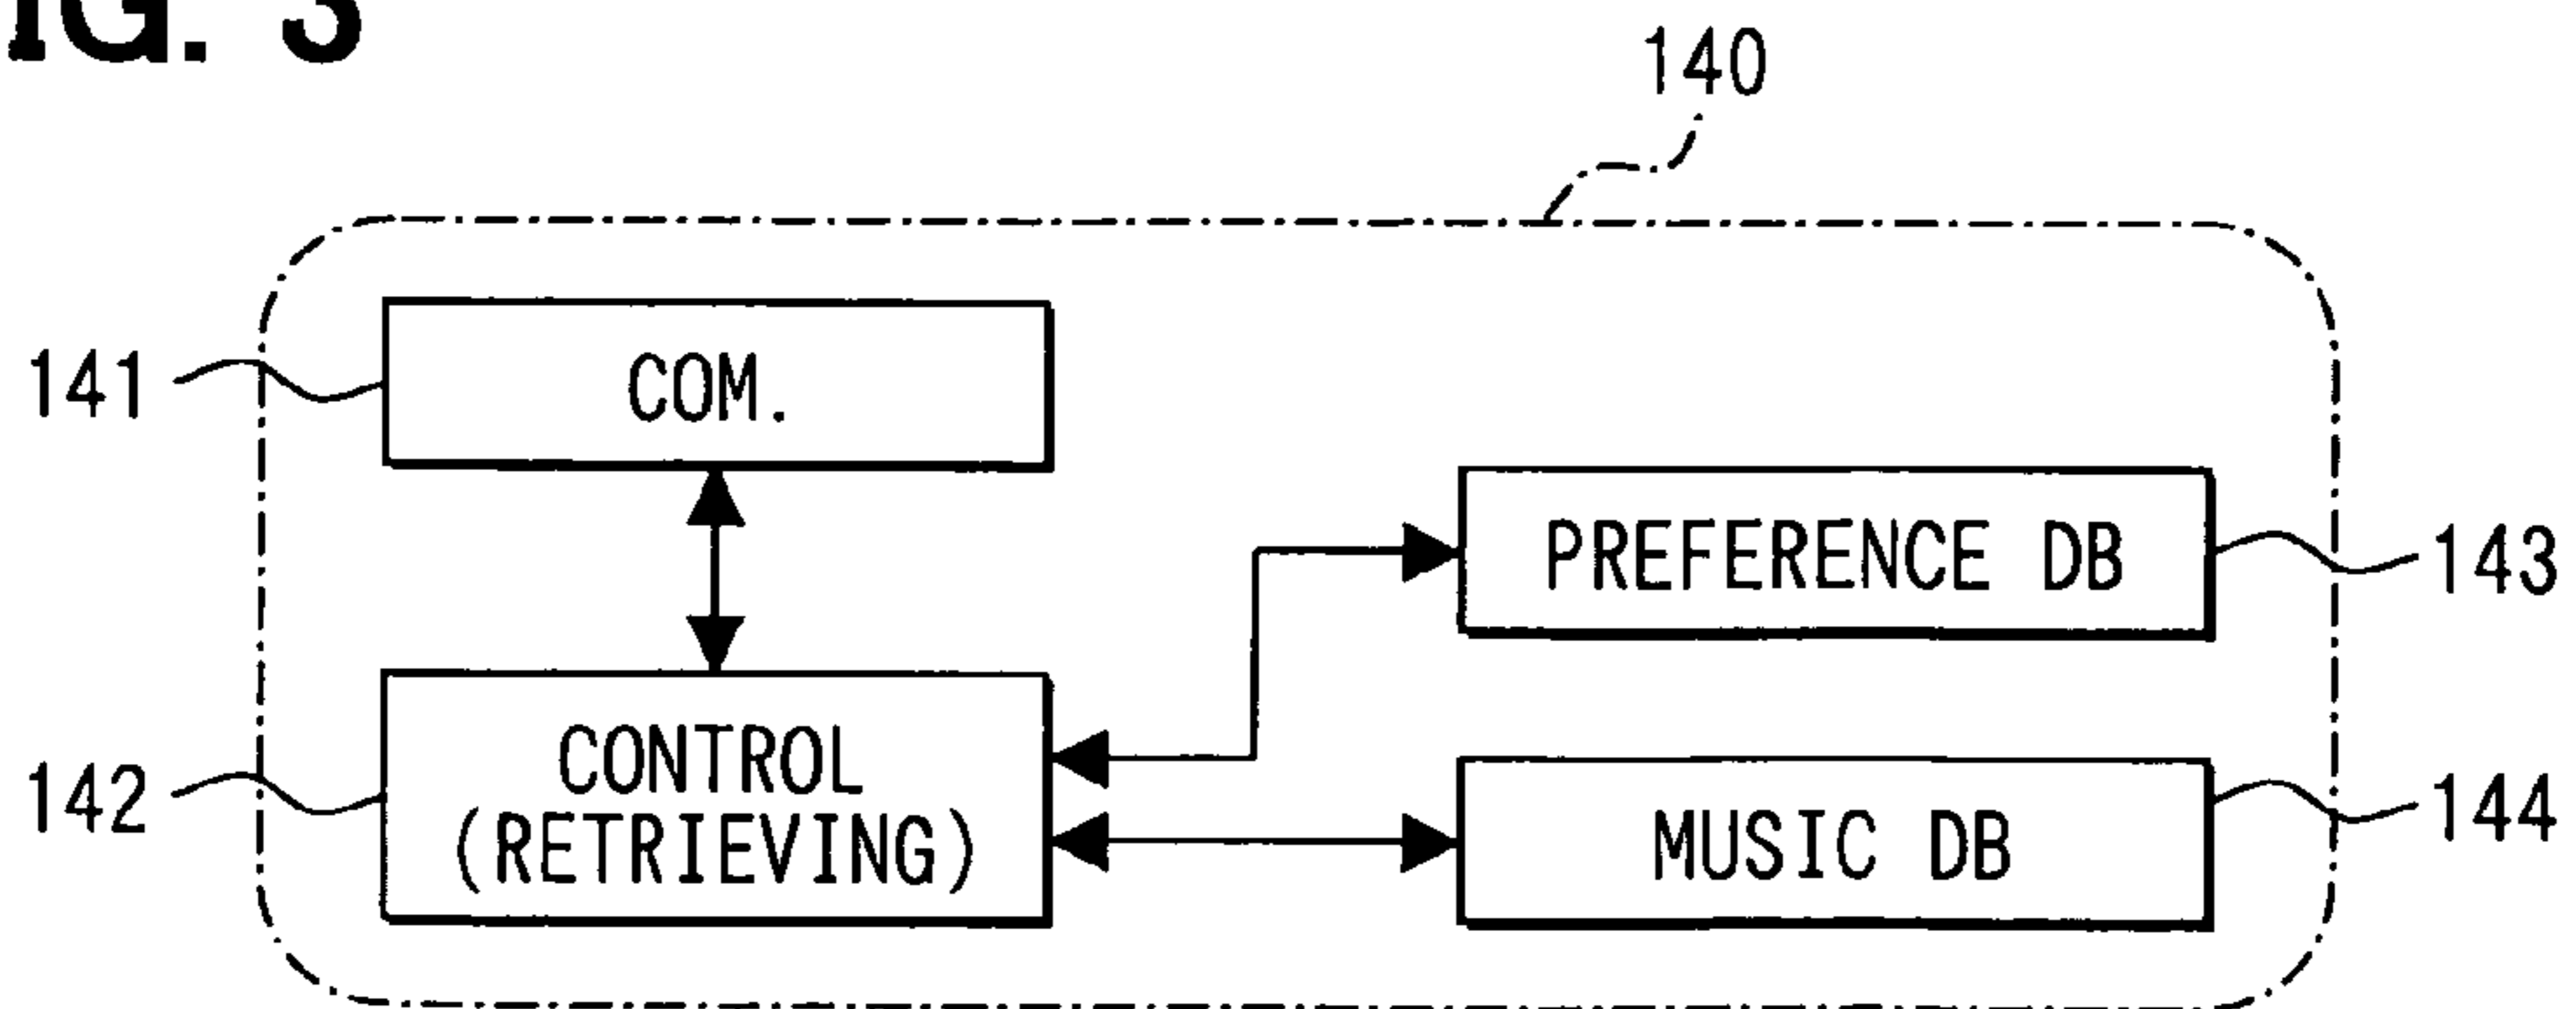 IG. 3
140
141
COM.
PREFERENCE DB
143
142
CONTROL
(RETRIEVING)
MUSIC DB
144